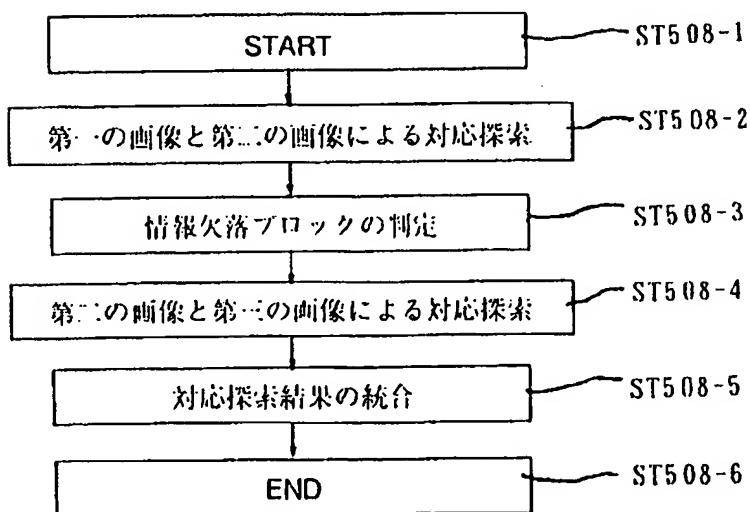 START ST508-1
第一の画像と第二の画像による対応探索 ST508-2
情報欠落ブロックの判定 ST508-3
第二の画像と第三の画像による対応探索 ST508-4
対応探索結果の統合 ST508-5
END ST508-6